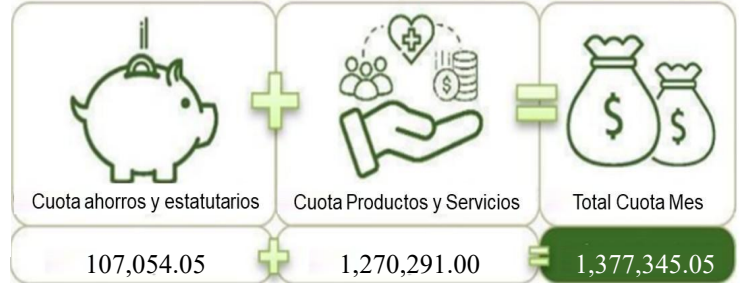 Cuota ahorros y estatutarios
Cuota Productos y Servicios
Total Cuota Mes
107,054.05
1,270,291.00
1,377,345.05